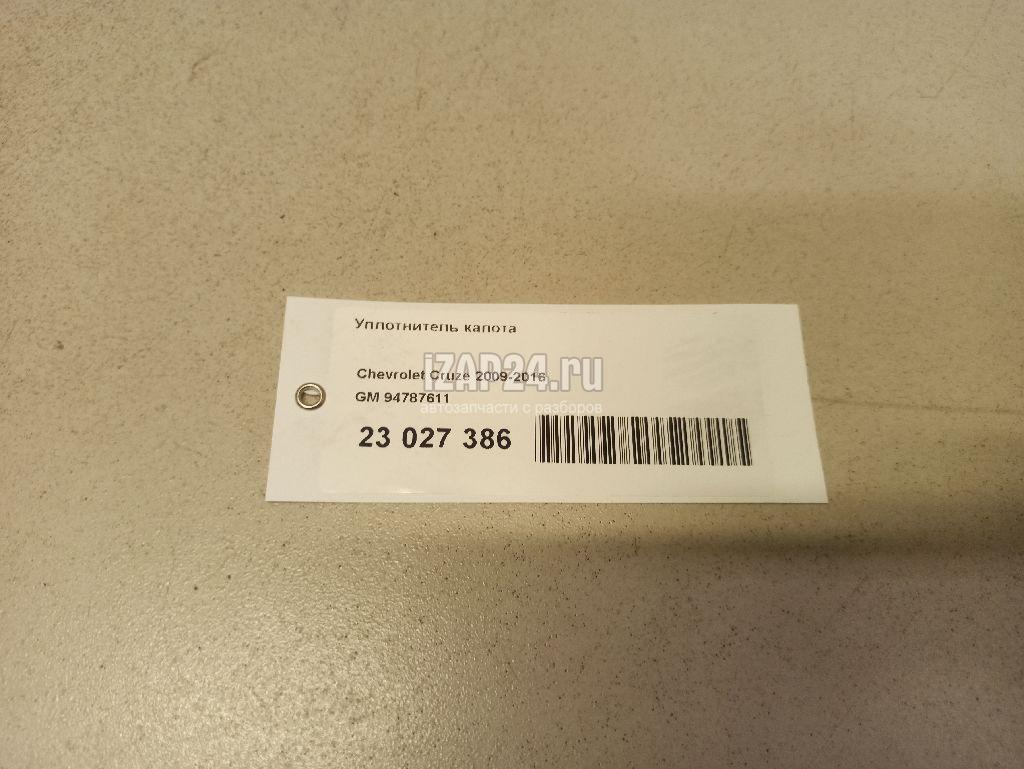 Уплотнитель капота
iZAP24.ru
Chevrolet Cruze 2009-2016
GM 94787611
автозапчасти с разборов
23 027 386